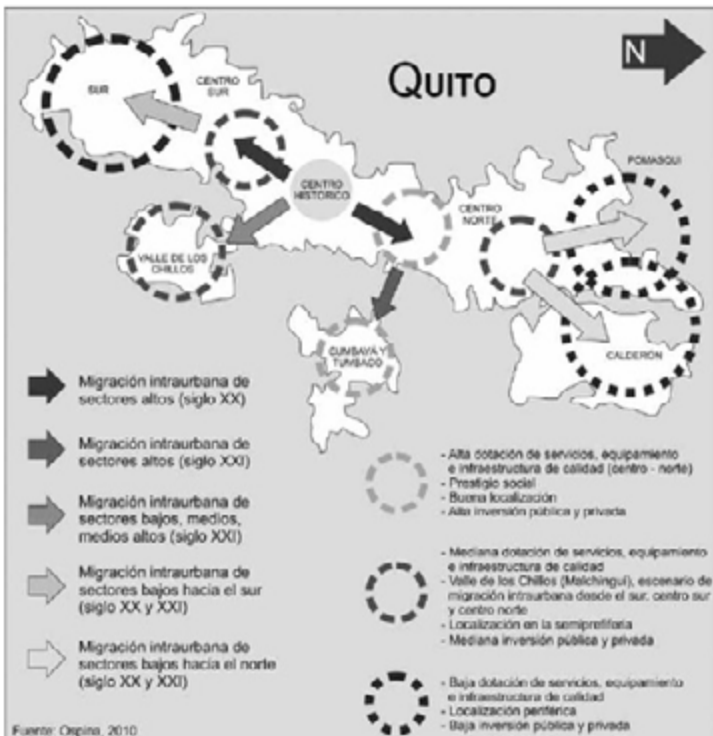 QUITO
N
SUR
CENTRO
SUR
CENTRO
HISTÓRICO
CENTRO
NORTE
POMASQUI
VALLE DE LOS
CHILLOS
CUMBAYÁ Y
TUMBACO
CALDERÓN
Migración intraurbana de
sectores altos (siglo XX)
Migración intraurbana de
sectores altos (siglo XXI)
Migración intraurbana de
sectores bajos, medios,
medios altos (siglo XXI)
Migración intraurbana de
sectores bajos hacia el sur
(siglo XX y XXI)
Migración intraurbana de
sectores bajos hacia el norte
(siglo XX y XXI)
- Alta dotación de servicios, equipamiento
e infraestructura de calidad (centro - norte)
- Prestigio social
- Buena localización
- Alta inversión pública y privada
- Mediana dotación de servicios, equipamiento
e infraestructura de calidad
- Valle de los Chillos (Malchinguí), escenario de
migración intraurbana desde el sur, centro sur
y centro norte
- Localización en la semiperiferia
- Mediana inversión pública y privada
- Baja dotación de servicios, equipamiento
e infraestructura de calidad
- Localización periférica
- Baja inversión pública y privada
Fuente: Ospina, 2010